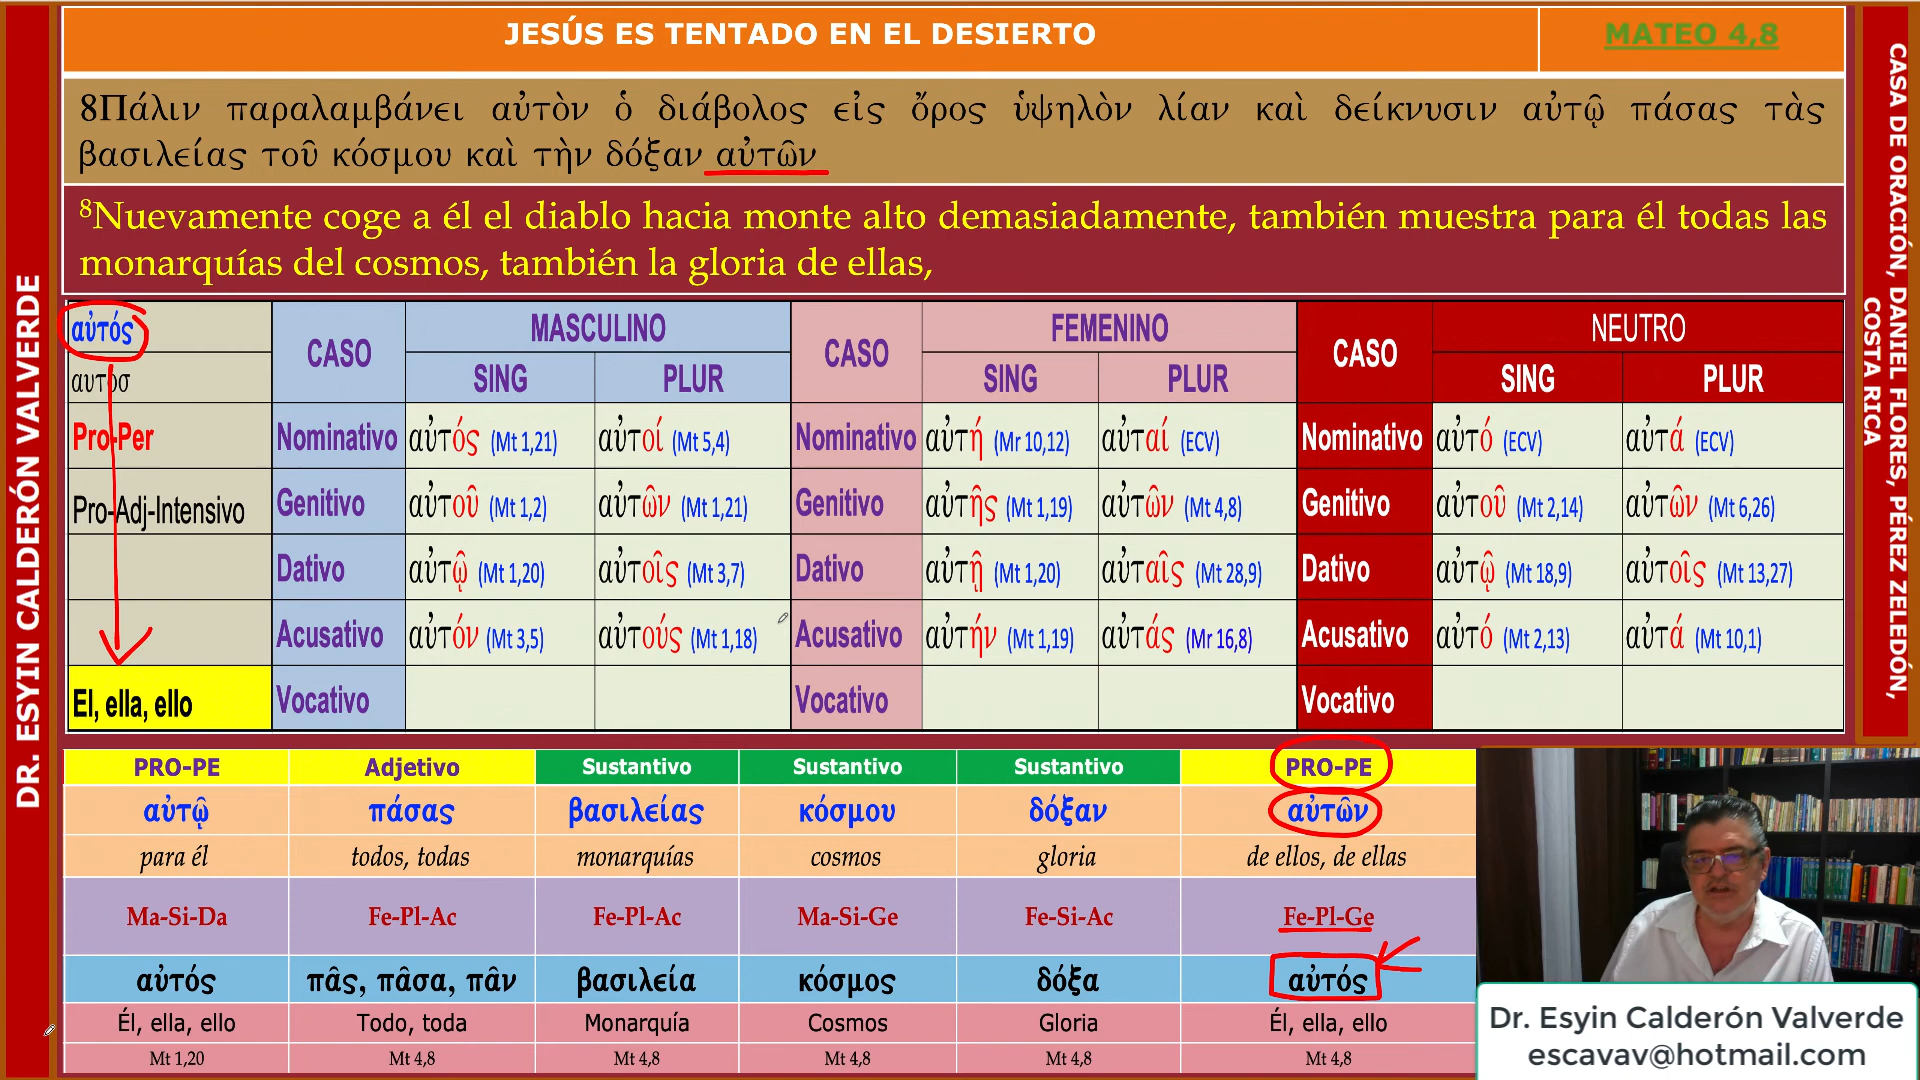 JESÚS ES TENTADO EN EL DESIERTO
MATEO 4,8
8Πάλιν παραλαμβάνει αὐτὸν ὁ διάβολος εἰς ὄρος ὑψηλὸν λίαν καὶ δείκνυσιν αὐτῷ πάσας τὰς
βασιλείας τοῦ κόσμου καὶ τὴν δόξαν αὐτῶν
⁸Nuevamente coge a él el diablo hacia monte alto demasiadamente, también muestra para él todas las
monarquías del cosmos, también la gloria de ellas,
αὐτός CASO MASCULINO CASO FEMENINO CASO NEUTRO
αυτοσ SING PLUR SING PLUR SING PLUR
Pro-Per Nominativo αὐτός (Mt 1,21) αὐτοί (Mt 5,4) Nominativo αὐτή (Mr 10,12) αὐταί (ECV) Nominativo αὐτό (ECV) αὐτά (ECV)
Pro-Adj-Intensivo Genitivo αὐτοῦ (Mt 1,2) αὐτῶν (Mt 1,21) Genitivo αὐτῆς (Mt 1,19) αὐτῶν (Mt 4,8) Genitivo αὐτοῦ (Mt 2,14) αὐτῶν (Mt 6,26)
Dativo αὐτῷ (Mt 1,20) αὐτοῖς (Mt 3,7) Dativo αὐτῇ (Mt 1,20) αὐταῖς (Mt 28,9) Dativo αὐτῷ (Mt 18,9) αὐτοῖς (Mt 13,27)
Acusativo αὐτόν (Mt 3,5) αὐτούς (Mt 1,18) Acusativo αὐτήν (Mt 1,19) αὐτάς (Mr 16,8) Acusativo αὐτό (Mt 2,13) αὐτά (Mt 10,1)
El, ella, ello Vocativo Vocativo Vocativo
PRO-PE Adjetivo Sustantivo Sustantivo Sustantivo PRO-PE
αὐτῷ πάσας βασιλείας κόσμου δόξαν αὐτῶν
para él todos, todas monarquías cosmos gloria de ellos, de ellas
Ma-Si-Da Fe-Pl-Ac Fe-Pl-Ac Ma-Si-Ge Fe-Si-Ac Fe-Pl-Ge
αὐτός πᾶς, πᾶσα, πᾶν βασιλεία κόσμος δόξα αὐτός
Él, ella, ello Todo, toda Monarquía Cosmos Gloria Él, ella, ello
Mt 1,20 Mt 4,8 Mt 4,8 Mt 4,8 Mt 4,8 Mt 4,8
DR. ESYIN CALDERÓN VALVERDE
CASA DE ORACIÓN, DANIEL FLORES, PÉREZ ZELEDÓN,
COSTA RICA
Dr. Esyin Calderón Valverde
escavav@hotmail.com